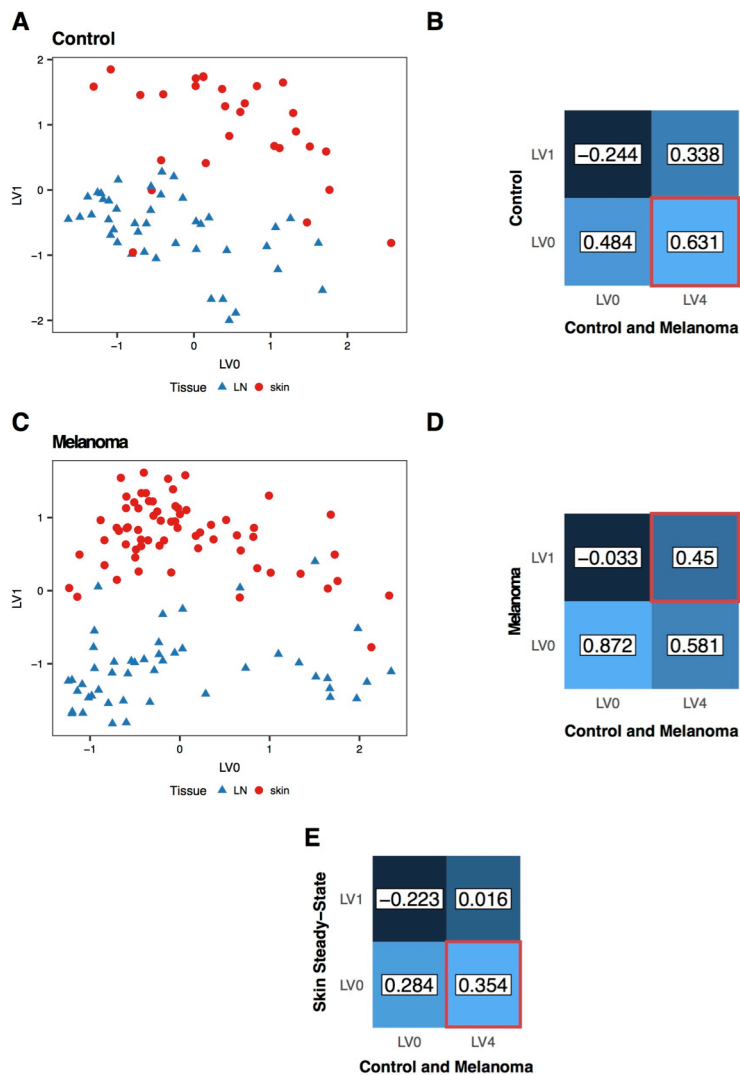 A
Control
2
1
0
−1
−2
LV1
−1
0
1
2
LV0
Tissue LN skin
B
Control
LV1
−0.244 0.338
LV0
0.484 0.631
LV0 LV4
Control and Melanoma
C
Melanoma
1
0
−1
LV1
−1
0
1
2
LV0
Tissue LN skin
D
Melanoma
LV1
−0.033 0.45
LV0
0.872 0.581
LV0 LV4
Control and Melanoma
E
Skin Steady−State
LV1
−0.223 0.016
LV0
0.284 0.354
LV0 LV4
Control and Melanoma